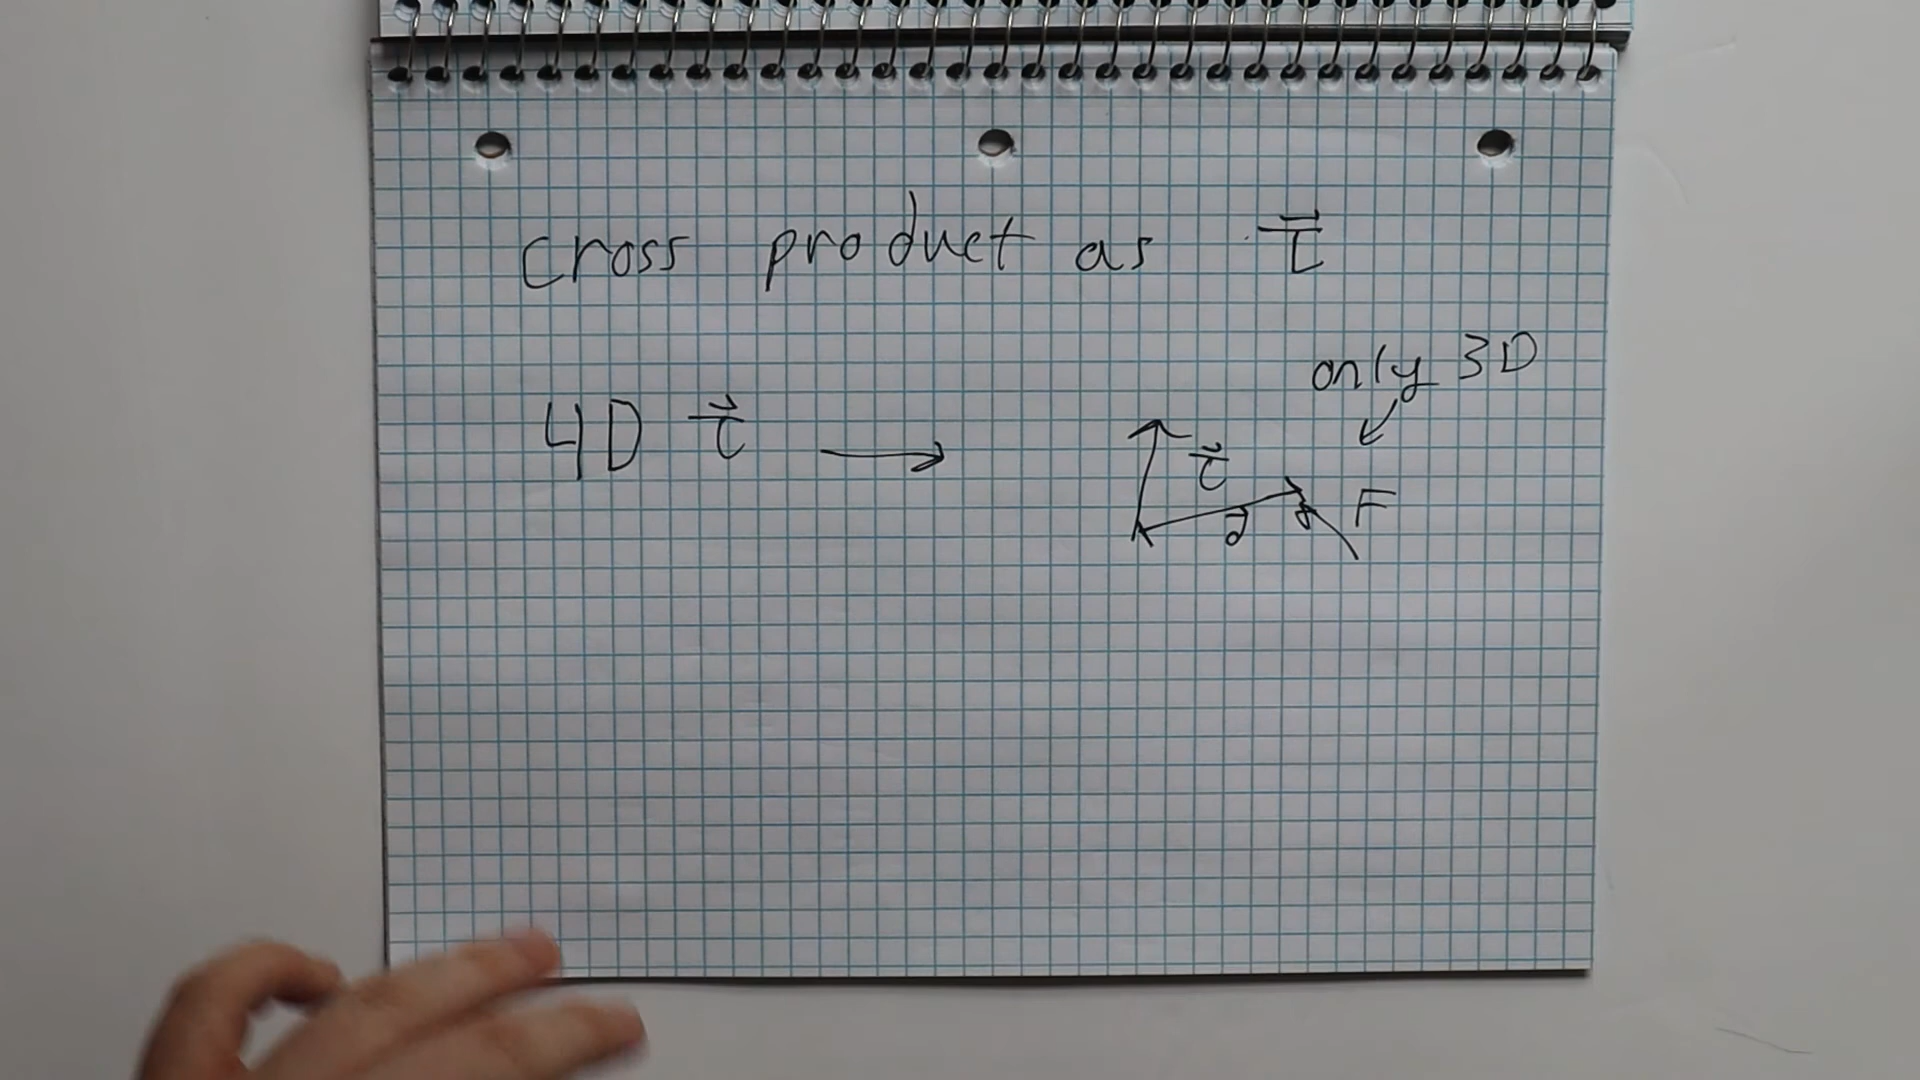 cross product as τ⃗
only 3D
4D τ⃗ → τ⃗ d⃗ F